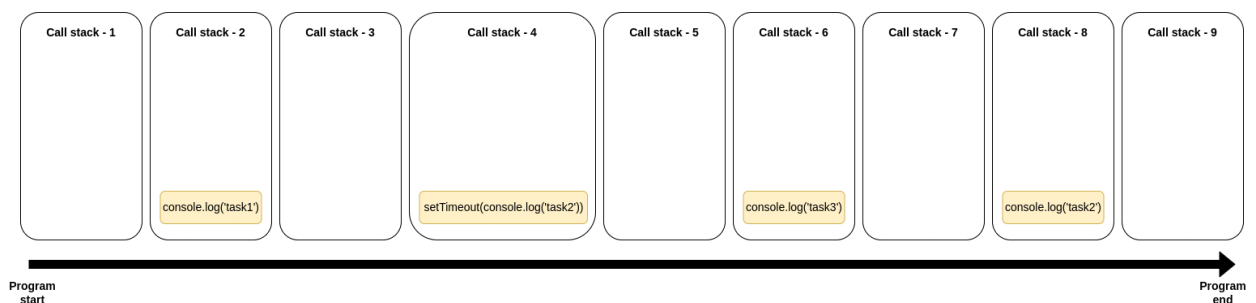 Call stack - 1
Call stack - 2
Call stack - 3
Call stack - 4
Call stack - 5
Call stack - 6
Call stack - 7
Call stack - 8
Call stack - 9
console.log('task1')
setTimeout(console.log('task2'))
console.log('task3')
console.log('task2')
Program
start
Program
end